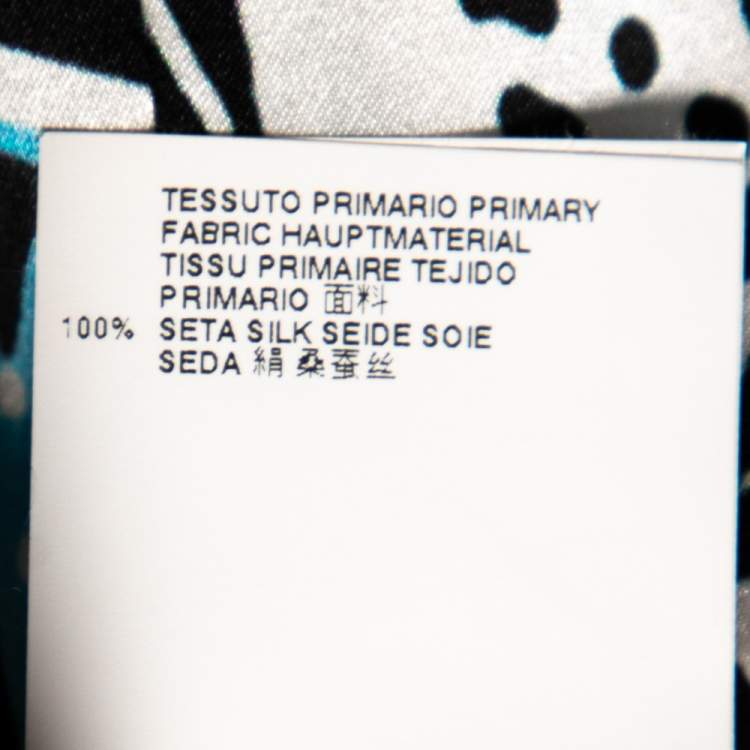 TESSUTO PRIMARIO PRIMARY
FABRIC HAUPTMATERIAL
TISSU PRIMAIRE TEJIDO
PRIMARIO 面料
100% SETA SILK SEIDE SOIE
SEDA 絹 桑蚕丝